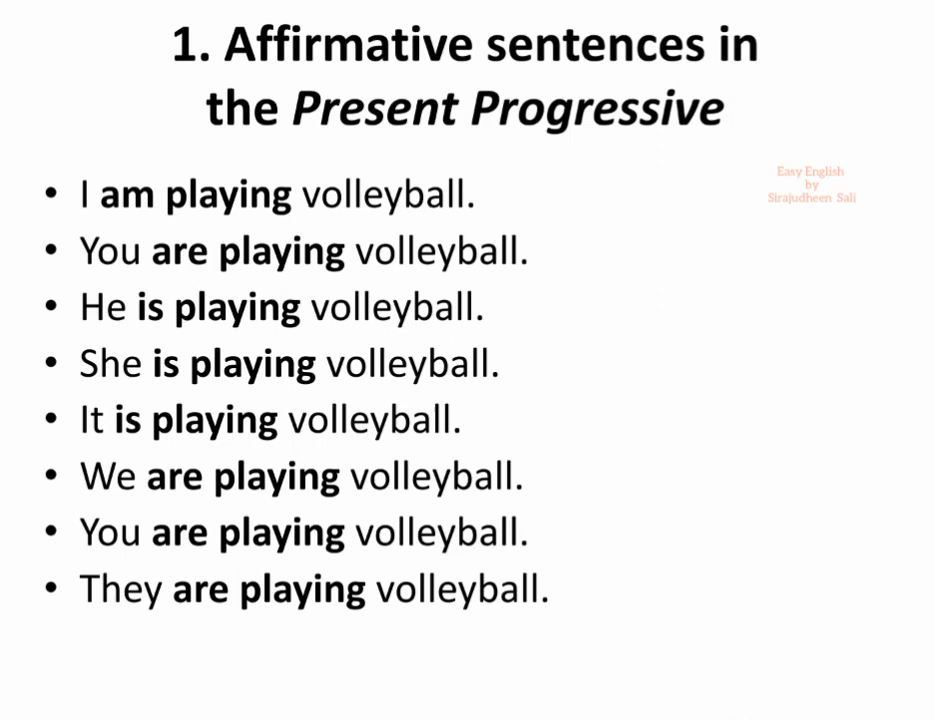 1. Affirmative sentences in
the Present Progressive
Easy English
by
Sirajudheen Sali
• I am playing volleyball.
• You are playing volleyball.
• He is playing volleyball.
• She is playing volleyball.
• It is playing volleyball.
• We are playing volleyball.
• You are playing volleyball.
• They are playing volleyball.